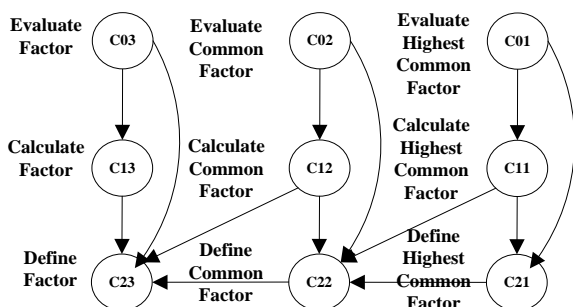 Evaluate
Factor
C03
Evaluate
Common
Factor
C02
Evaluate
Highest
Common
Factor
C01
Calculate
Factor
C13
Calculate
Common
Factor
C12
Calculate
Highest
Common
Factor
C11
Define
Factor
C23
Define
Common
Factor
C22
Define
Highest
Common
Factor
C21